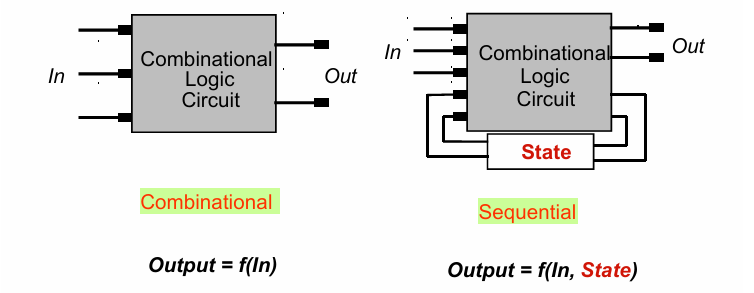 In
Combinational
Logic
Circuit
Out
Combinational
Output = f(In)
In
Combinational
Logic
Circuit
Out
State
Sequential
Output = f(In, State)